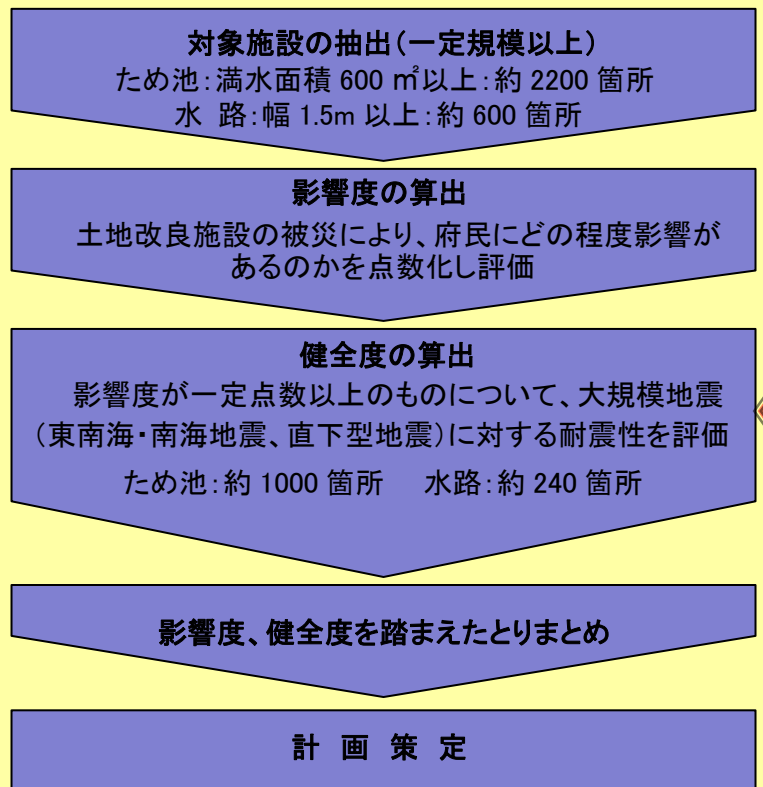 対象施設の抽出（一定規模以上）
ため池：満水面積 600 ㎡以上：約 2200 箇所
水 路：幅 1.5m 以上：約 600 箇所
影響度の算出
土地改良施設の被災により、府民にどの程度影響が
あるのかを点数化し評価
健全度の算出
影響度が一定点数以上のものについて、大規模地震
（東南海・南海地震、直下型地震）に対する耐震性を評価
ため池：約 1000 箇所 水路：約 240 箇所
影響度、健全度を踏まえたとりまとめ
計 画 策 定